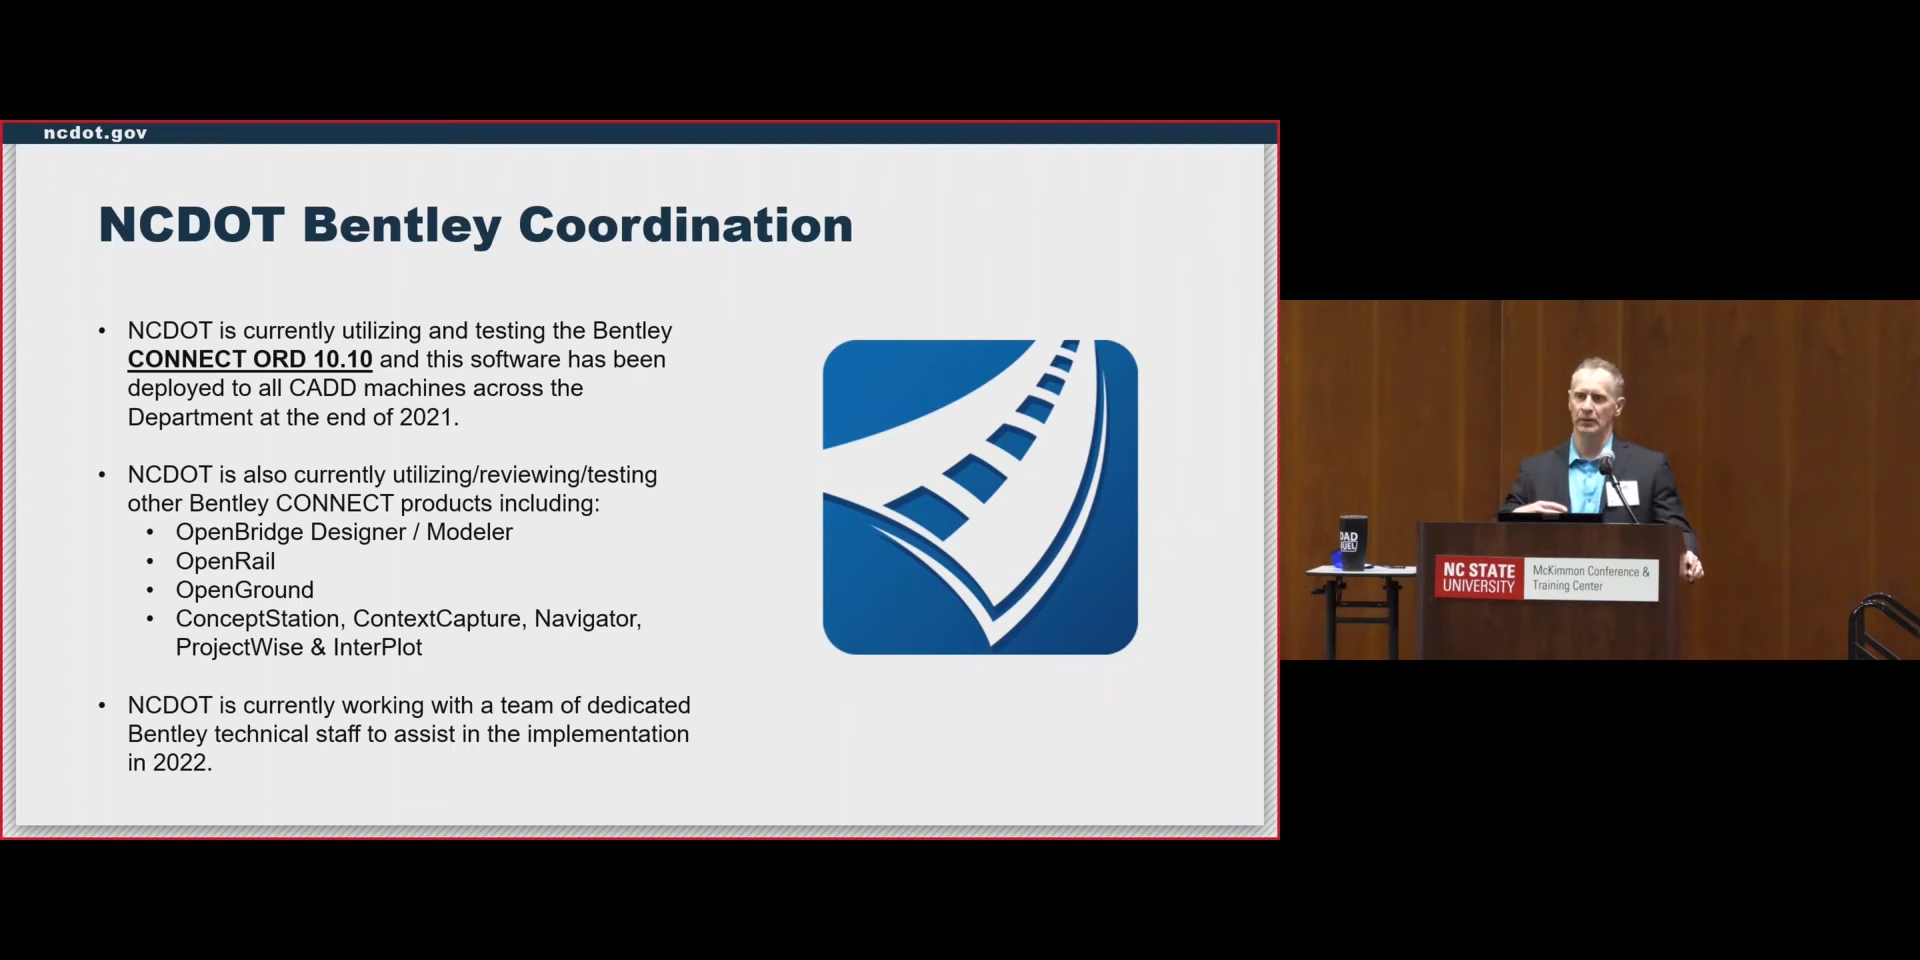 ncdot.gov
NCDOT Bentley Coordination
• NCDOT is currently utilizing and testing the Bentley
CONNECT ORD 10.10 and this software has been
deployed to all CADD machines across the
Department at the end of 2021.
• NCDOT is also currently utilizing/reviewing/testing
other Bentley CONNECT products including:
• OpenBridge Designer / Modeler
• OpenRail
• OpenGround
• ConceptStation, ContextCapture, Navigator,
ProjectWise & InterPlot
• NCDOT is currently working with a team of dedicated
Bentley technical staff to assist in the implementation
in 2022.
NC STATE
UNIVERSITY
McKimmon Conference &
Training Center